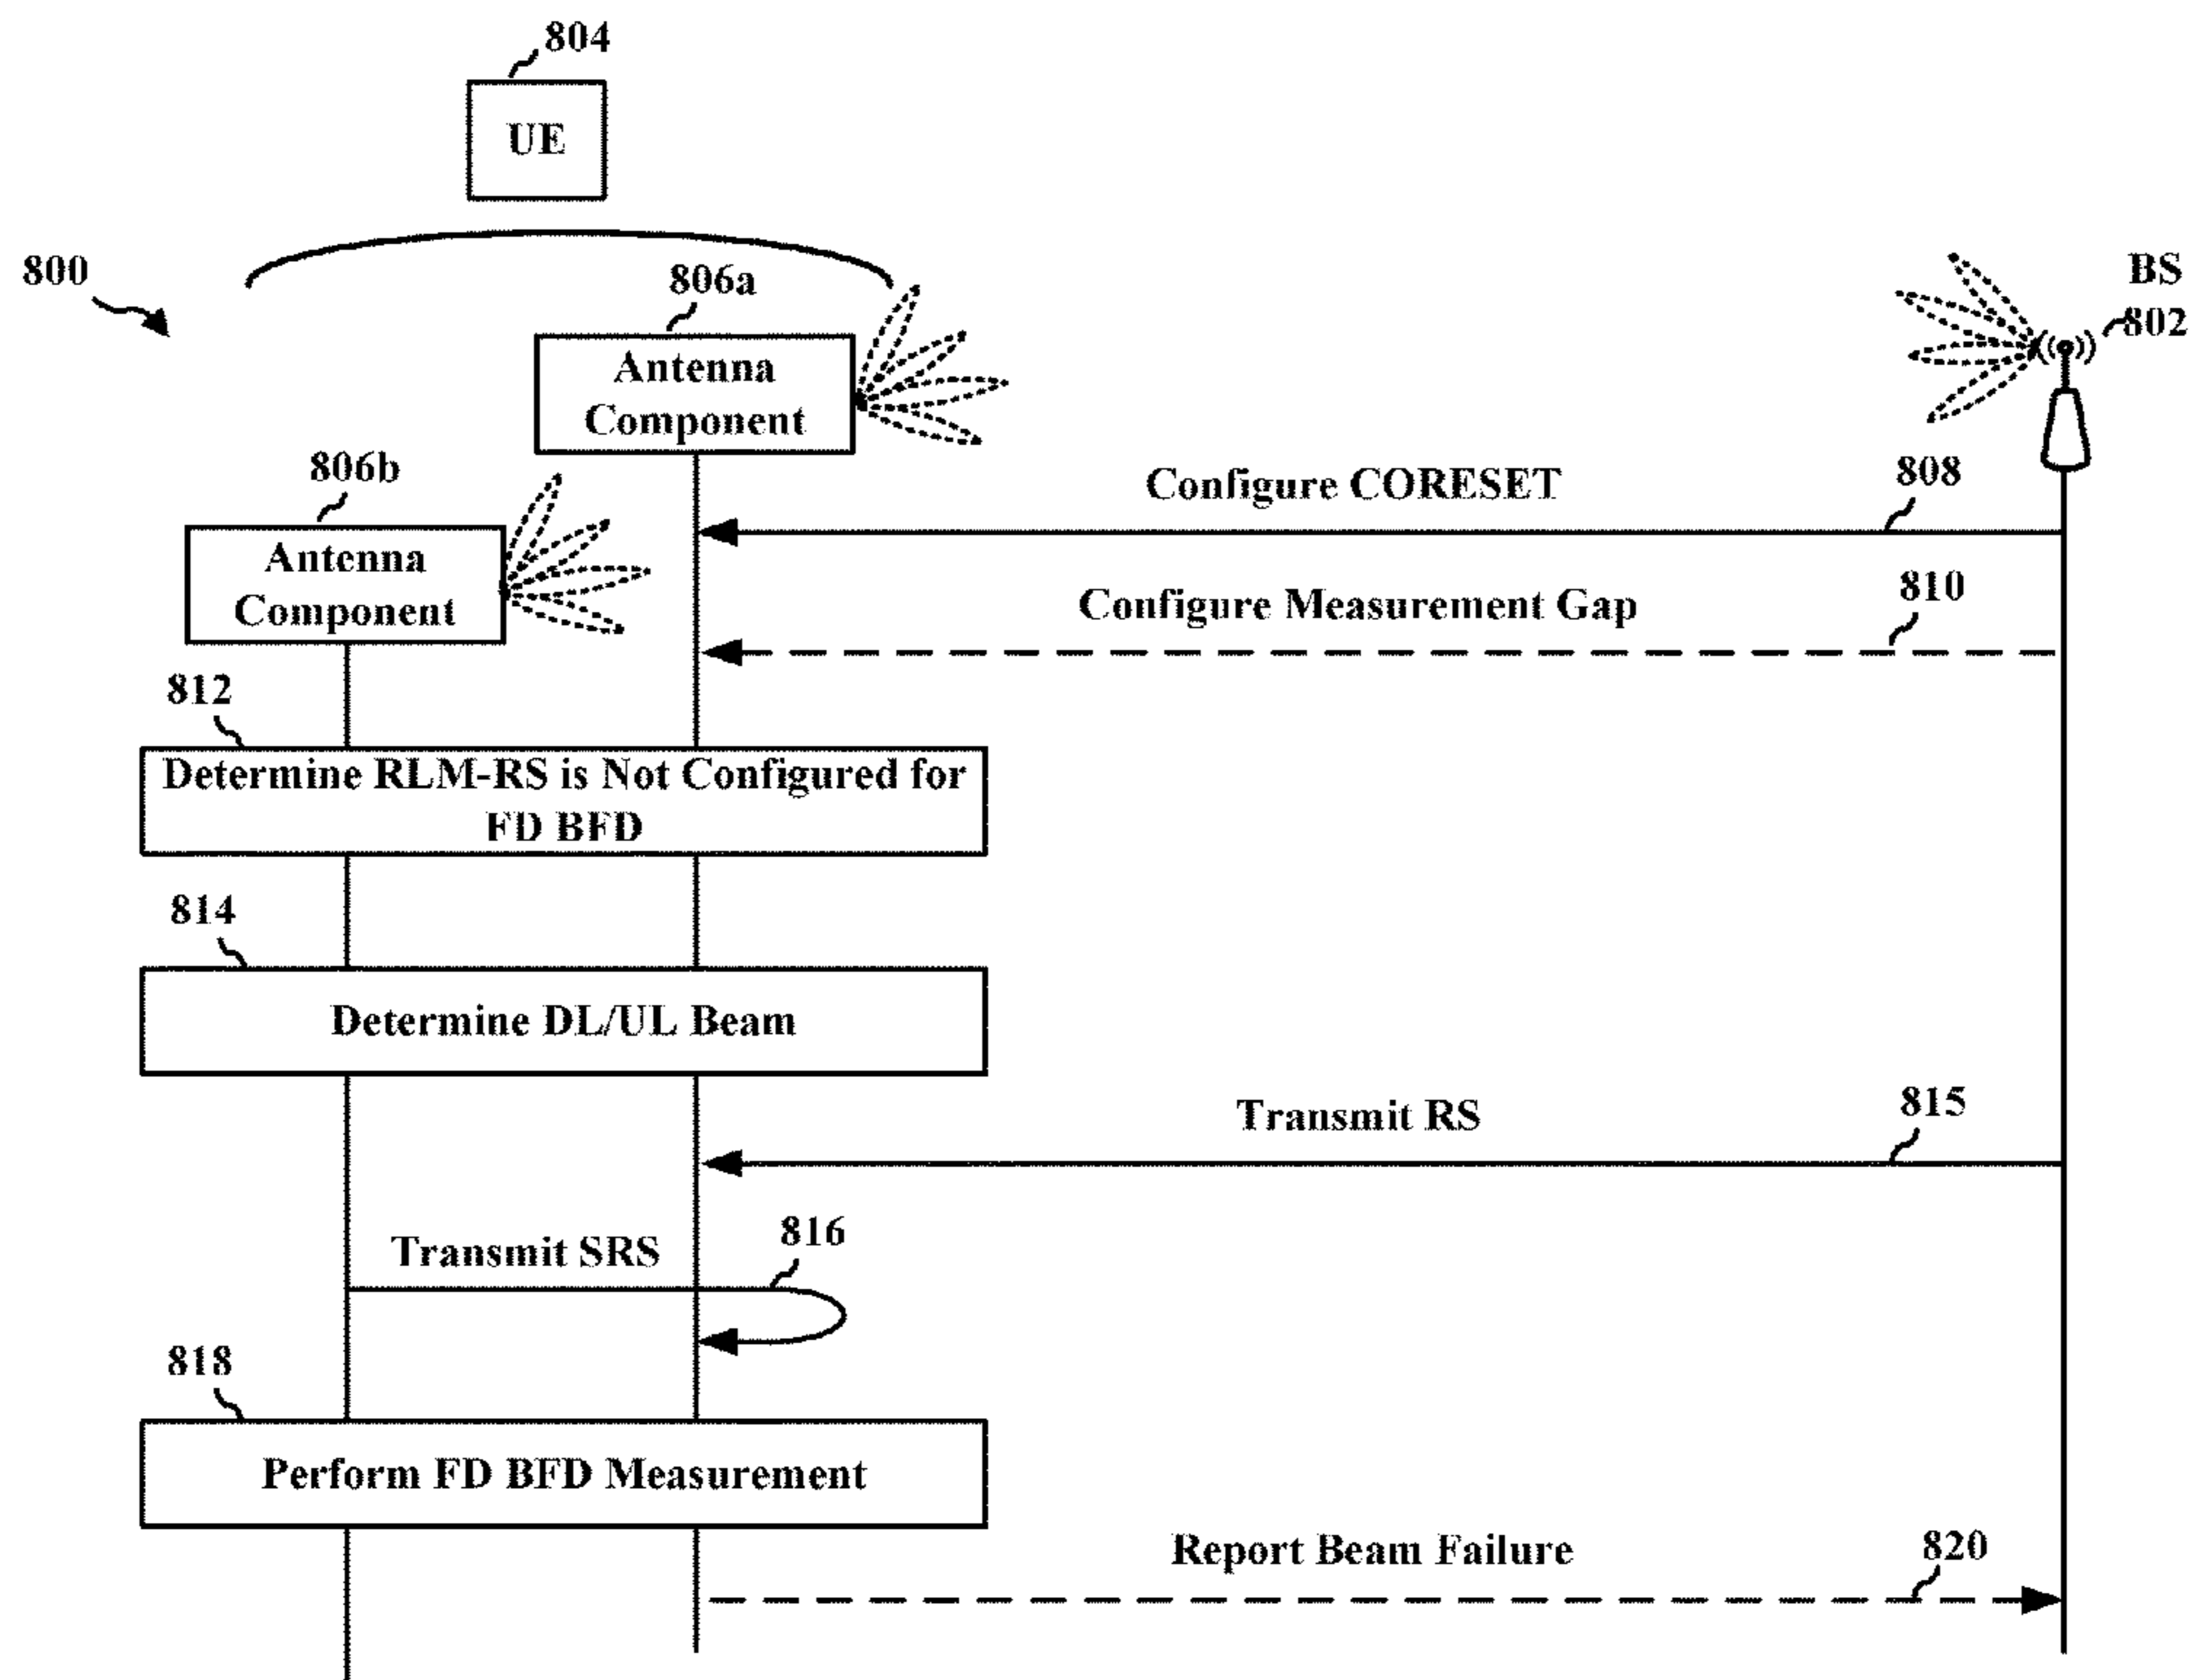 804
UE
800
806a
BS
802
Antenna
Component
806b
Configure CORESET
808
Antenna
Component
Configure Measurement Gap
810
812
Determine RLM-RS is Not Configured for
FD BFD
814
Determine DL/UL Beam
Transmit RS
815
Transmit SRS
816
818
Perform FD BFD Measurement
Report Beam Failure
820